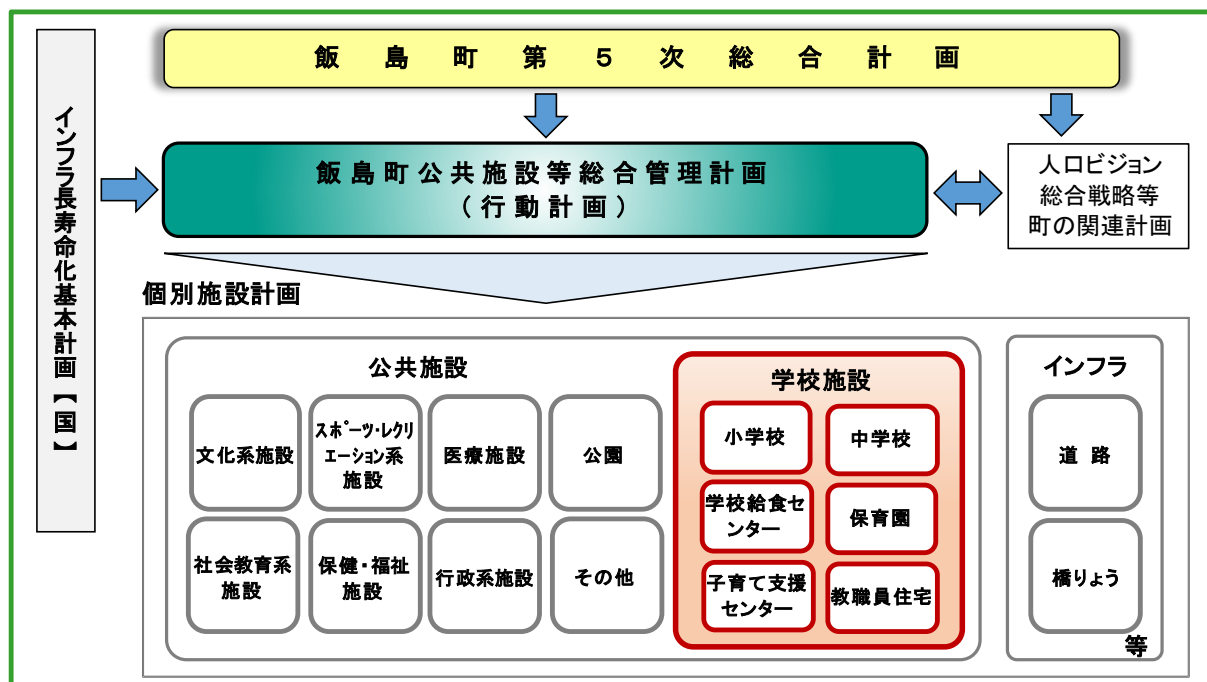 飯島町第５次総合計画
インフラ長寿命化基本計画【国】
飯島町公共施設等総合管理計画
（行動計画）
人口ビジョン
総合戦略等
町の関連計画
個別施設計画
公共施設
文化系施設
ｽﾎﾟｰﾂ・ﾚｸﾘ
ｴｰｼｮﾝ系
施設
医療施設
公園
社会教育系
施設
保健・福祉
施設
行政系施設
その他
学校施設
小学校
中学校
学校給食セ
ンター
保育園
子育て支援
センター
教職員住宅
インフラ
道路
橋りょう
等